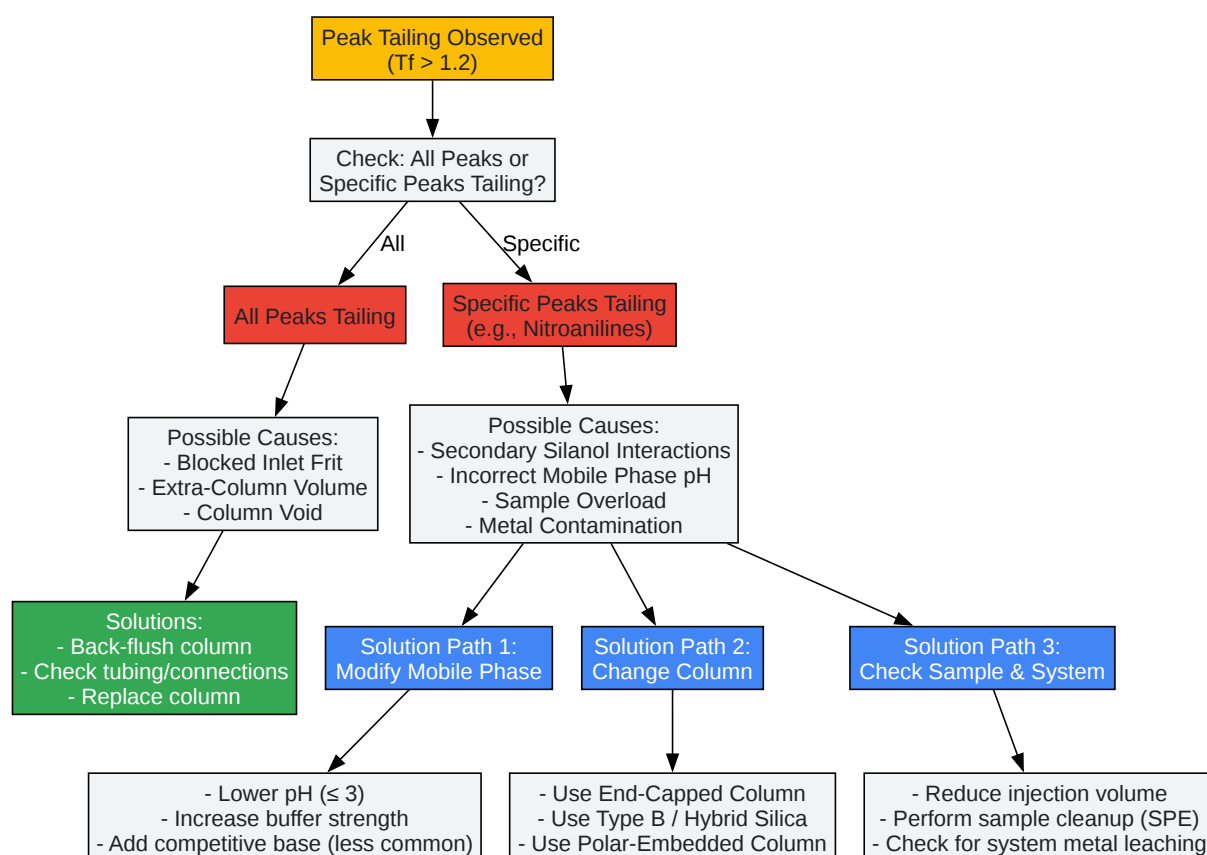 Peak Tailing Observed
(Tf > 1.2)
Check: All Peaks or
Specific Peaks Tailing?
All
Specific
All Peaks Tailing
Specific Peaks Tailing
(e.g., Nitroanilines)
Possible Causes:
- Blocked Inlet Frit
- Extra-Column Volume
- Column Void
Possible Causes:
- Secondary Silanol Interactions
- Incorrect Mobile Phase pH
- Sample Overload
- Metal Contamination
Solutions:
- Back-flush column
- Check tubing/connections
- Replace column
Solution Path 1:
Modify Mobile Phase
Solution Path 2:
Change Column
Solution Path 3:
Check Sample & System
- Lower pH (≤ 3)
- Increase buffer strength
- Add competitive base (less common)
- Use End-Capped Column
- Use Type B / Hybrid Silica
- Use Polar-Embedded Column
- Reduce injection volume
- Perform sample cleanup (SPE)
- Check for system metal leaching